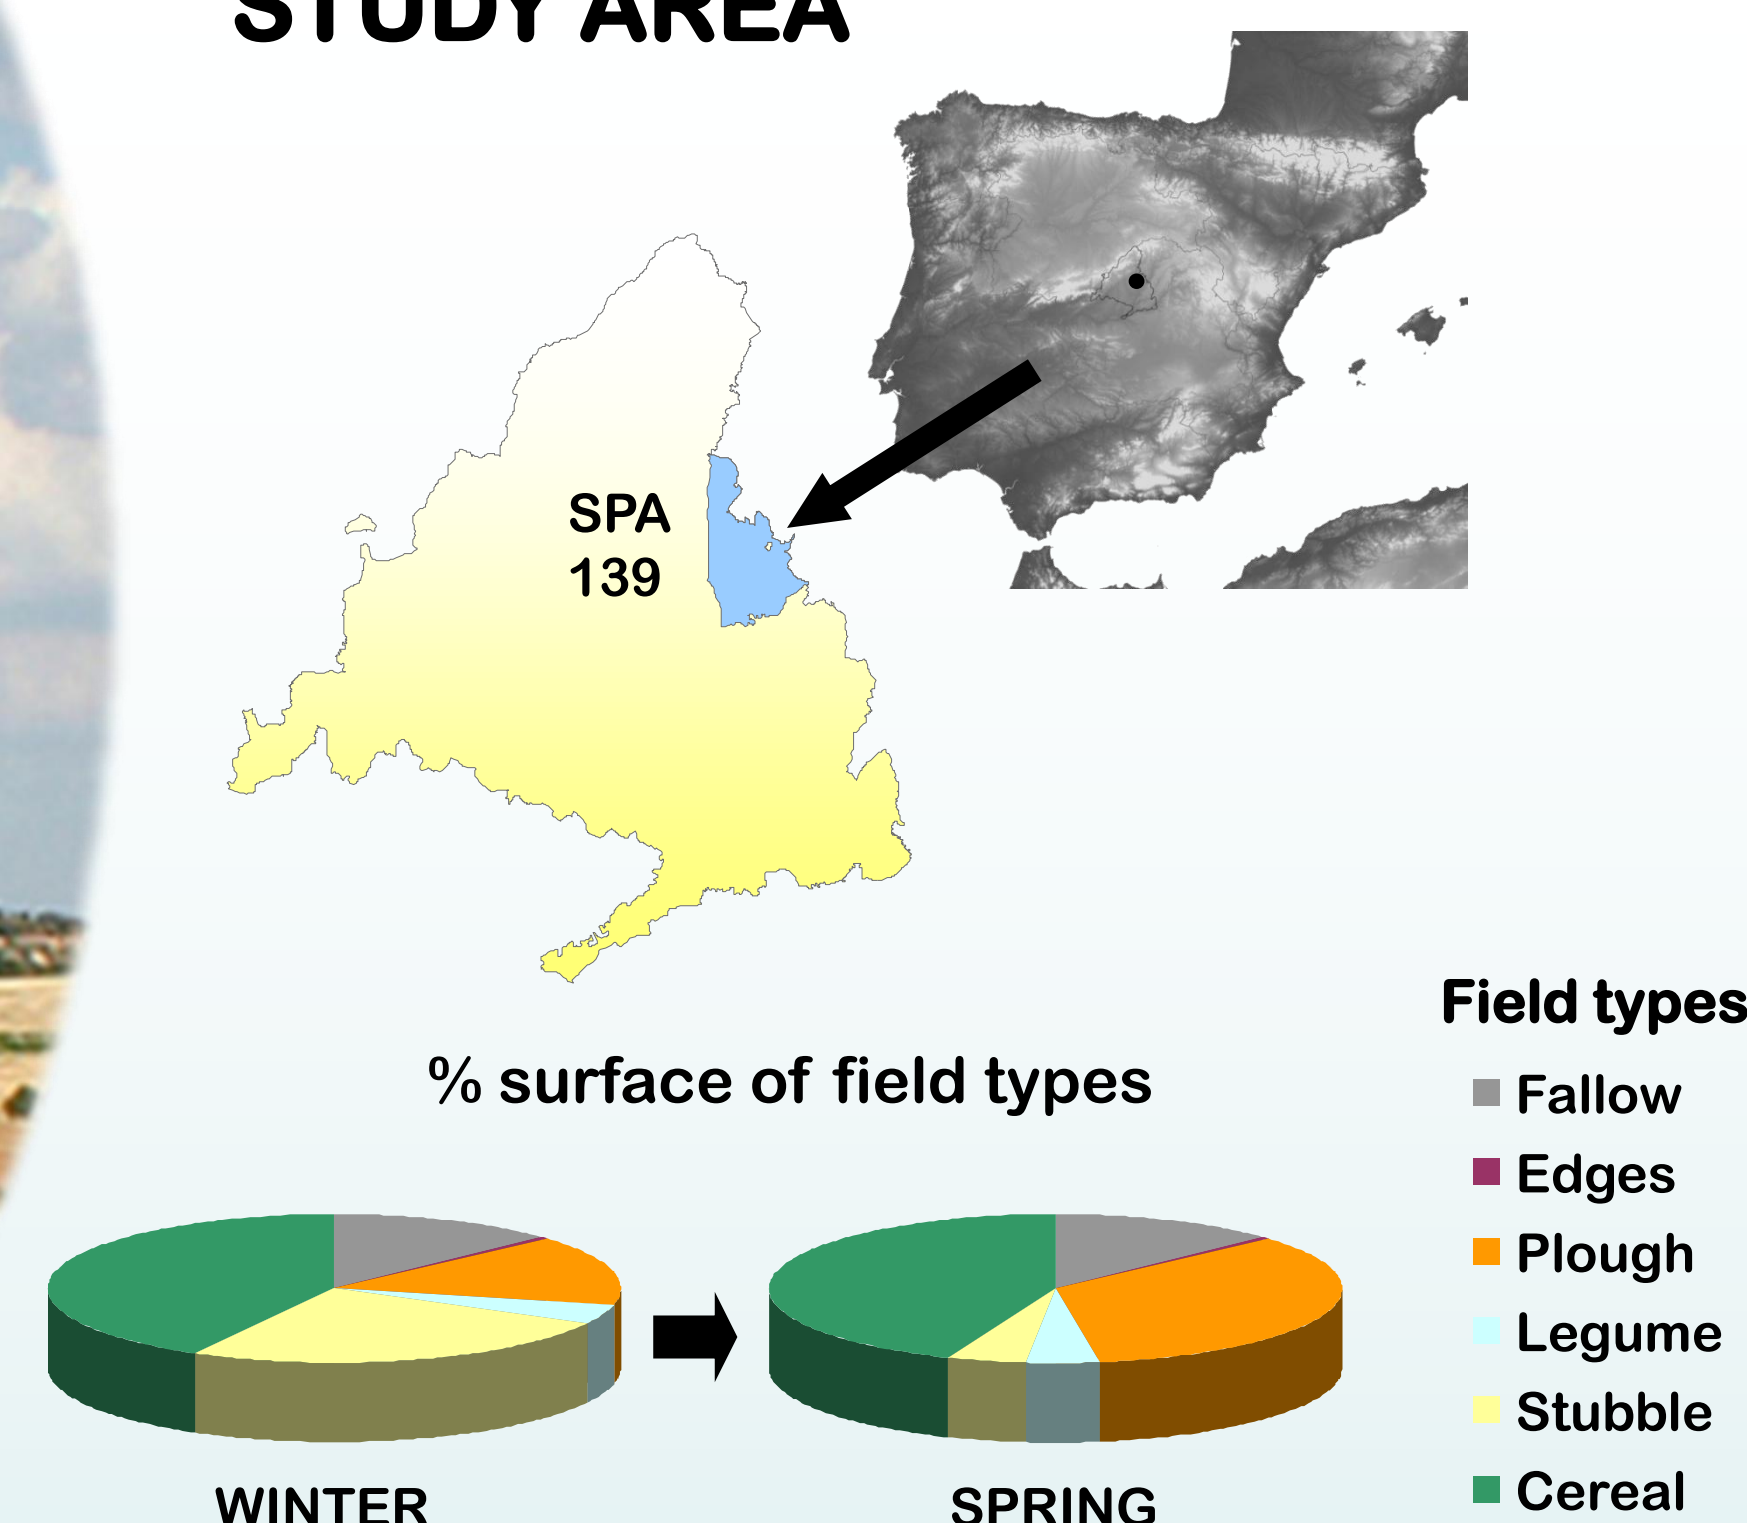 STUDY AREA
SPA
139
% surface of field types
Field types
Fallow
Edges
Plough
Legume
Stubble
Cereal
WINTER
SPRING